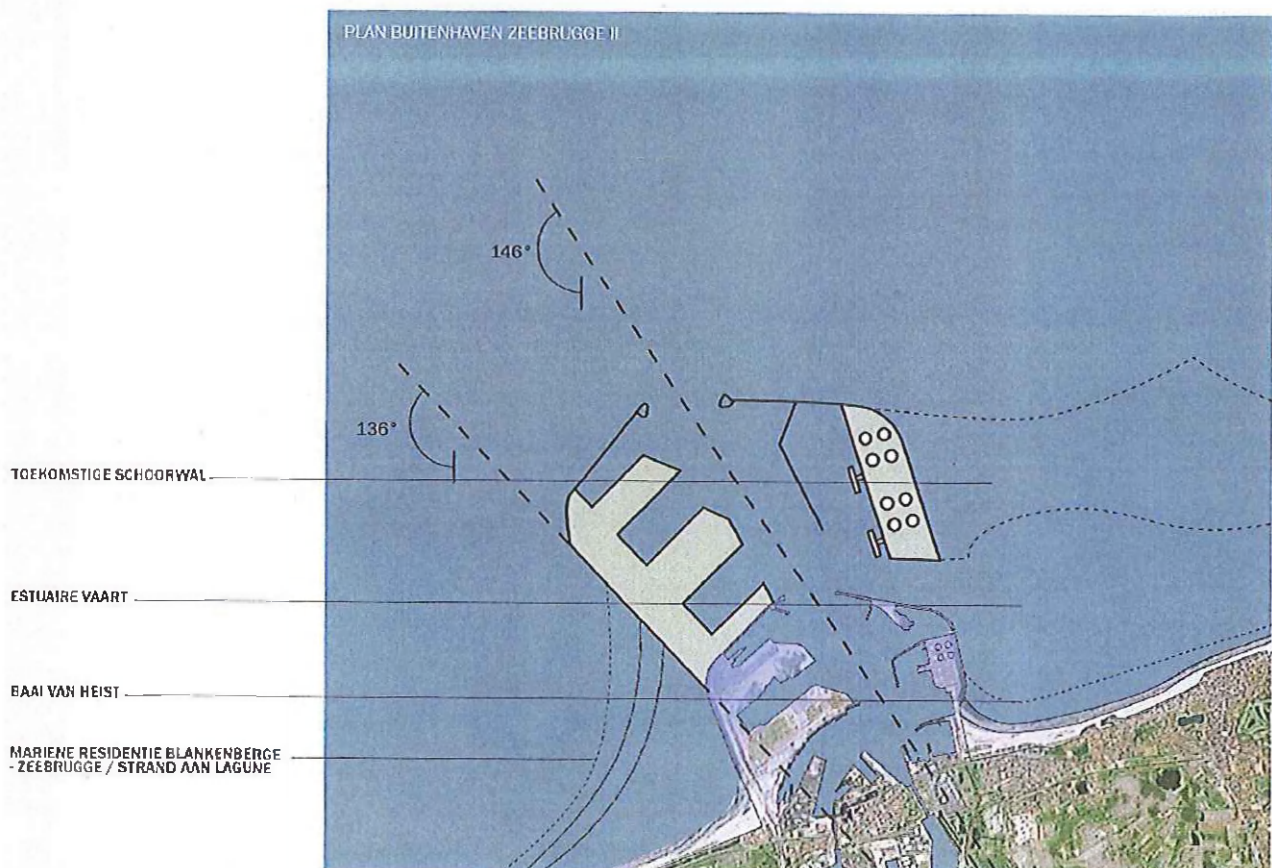 PLAN BUITENHAVEN ZEEBRUGGE II
146°
136°
TOEKOMSTIGE SCHOORWAL
ESTUAIRE VAART
BAAI VAN HEIST
MARIENE RESIDENTIE BLANKENBERGE
- ZEEBRUGGE / STRAND AAN LAGUNE